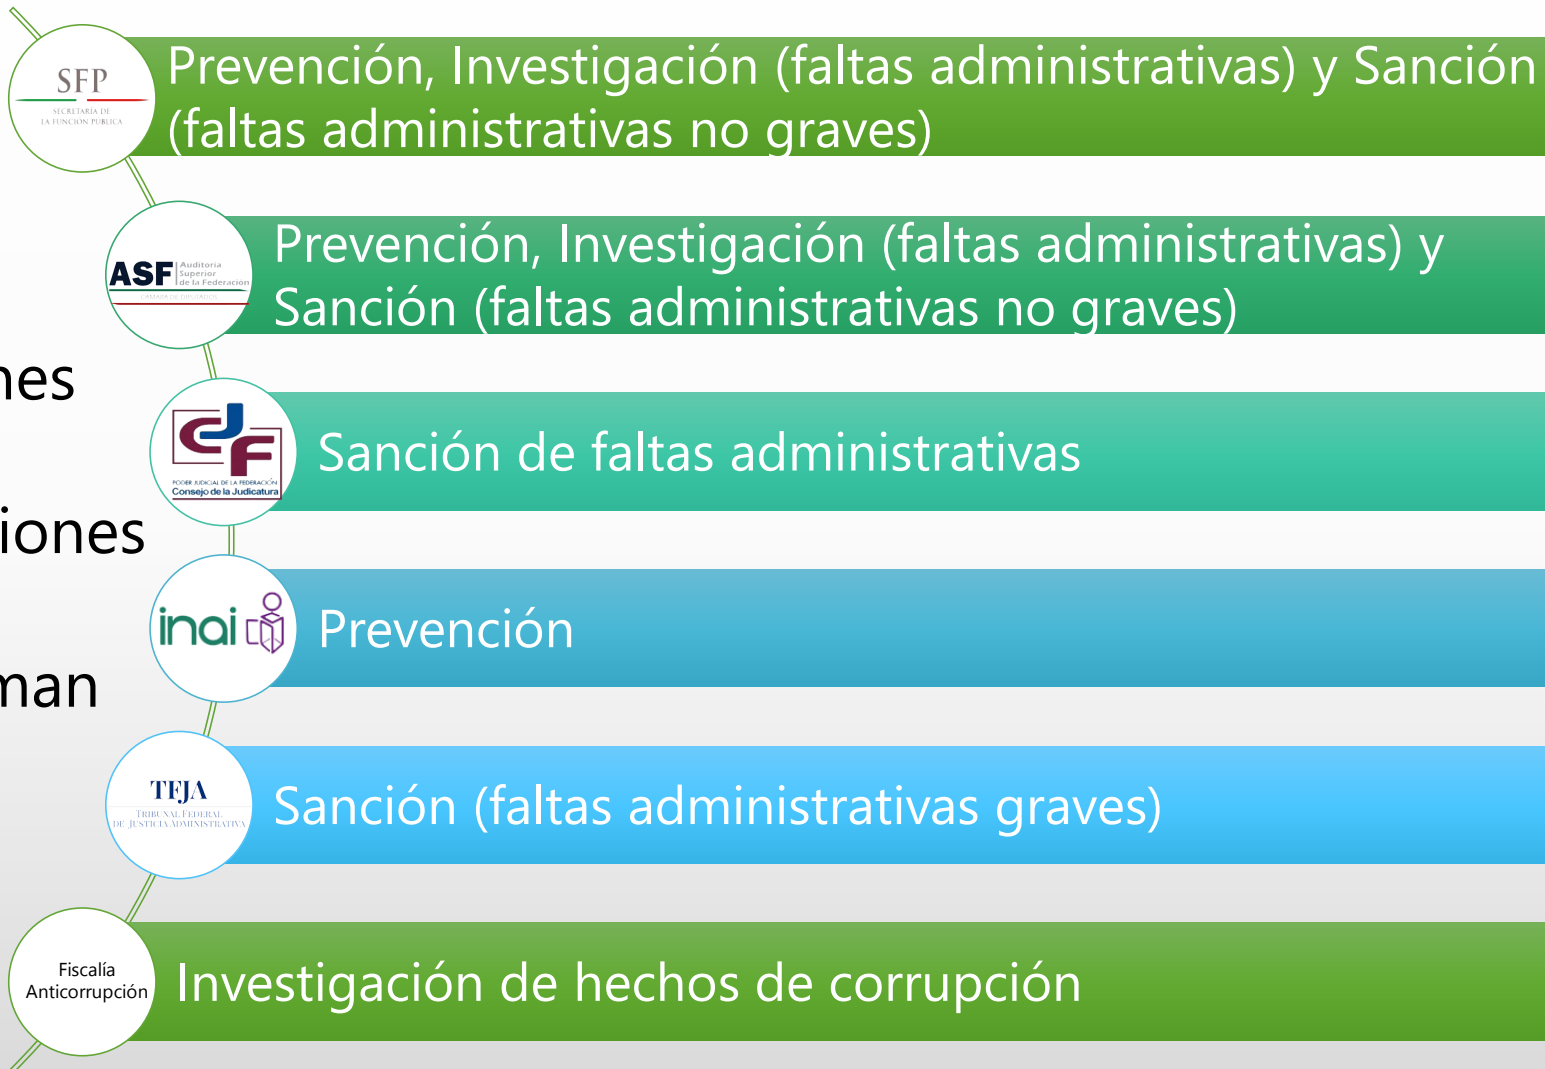 SFP
SECRETARÍA DE
LA FUNCIÓN PÚBLICA
Prevención, Investigación (faltas administrativas) y Sanción
(faltas administrativas no graves)
ASF
Auditoría
Superior
de la Federación
CÁMARA DE DIPUTADOS
Prevención, Investigación (faltas administrativas) y
Sanción (faltas administrativas no graves)
nes
PODER JUDICIAL DE LA FEDERACIÓN
Consejo de la Judicatura
Sanción de faltas administrativas
iones
inai
Prevención
man
TFJA
TRIBUNAL FEDERAL
DE JUSTICIA ADMINISTRATIVA
Sanción (faltas administrativas graves)
Fiscalía
Anticorrupción
Investigación de hechos de corrupción